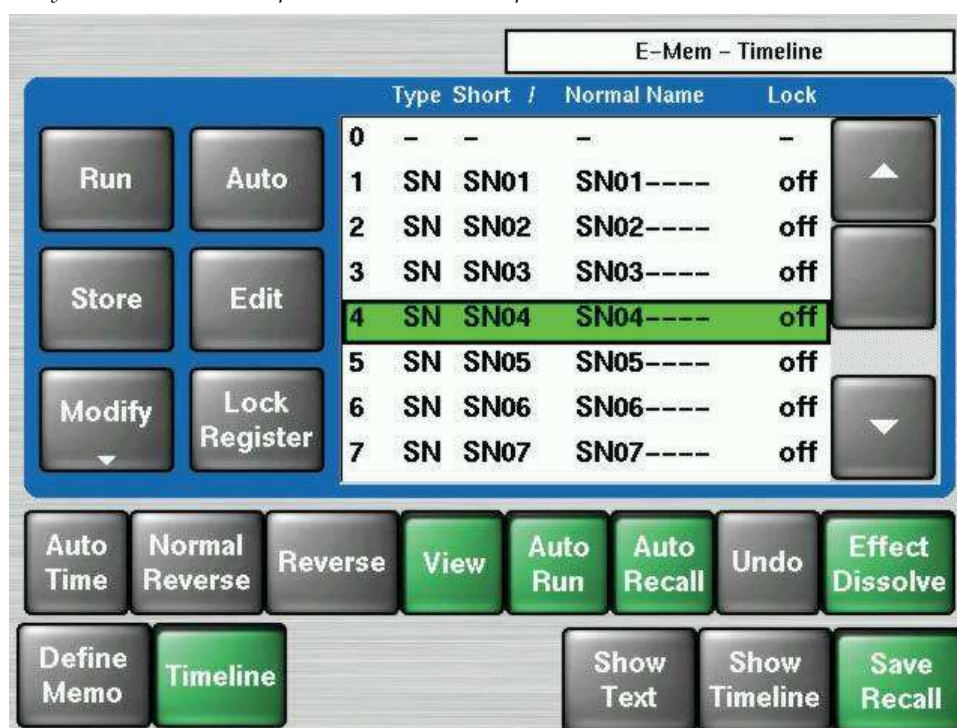 E-Mem - Timeline
Type Short / Normal Name Lock
0 - - - -
1 SN SN01 SN01---- off
2 SN SN02 SN02---- off
3 SN SN03 SN03---- off
4 SN SN04 SN04---- off
5 SN SN05 SN05---- off
6 SN SN06 SN06---- off
7 SN SN07 SN07---- off
Run Auto
Store Edit
Modify Lock Register
Auto Time Normal Reverse Reverse View Auto Run Auto Recall Undo Effect Dissolve
Define Memo Timeline Show Text Show Timeline Save Recall